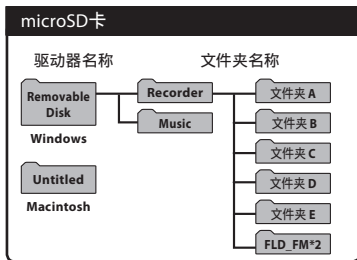 microSD卡
驱动器名称
文件夹名称
Removable
Disk
Windows
Untitled
Macintosh
Recorder
Music
文件夹 A
文件夹 B
文件夹 C
文件夹 D
文件夹 E
FLD_FM*2